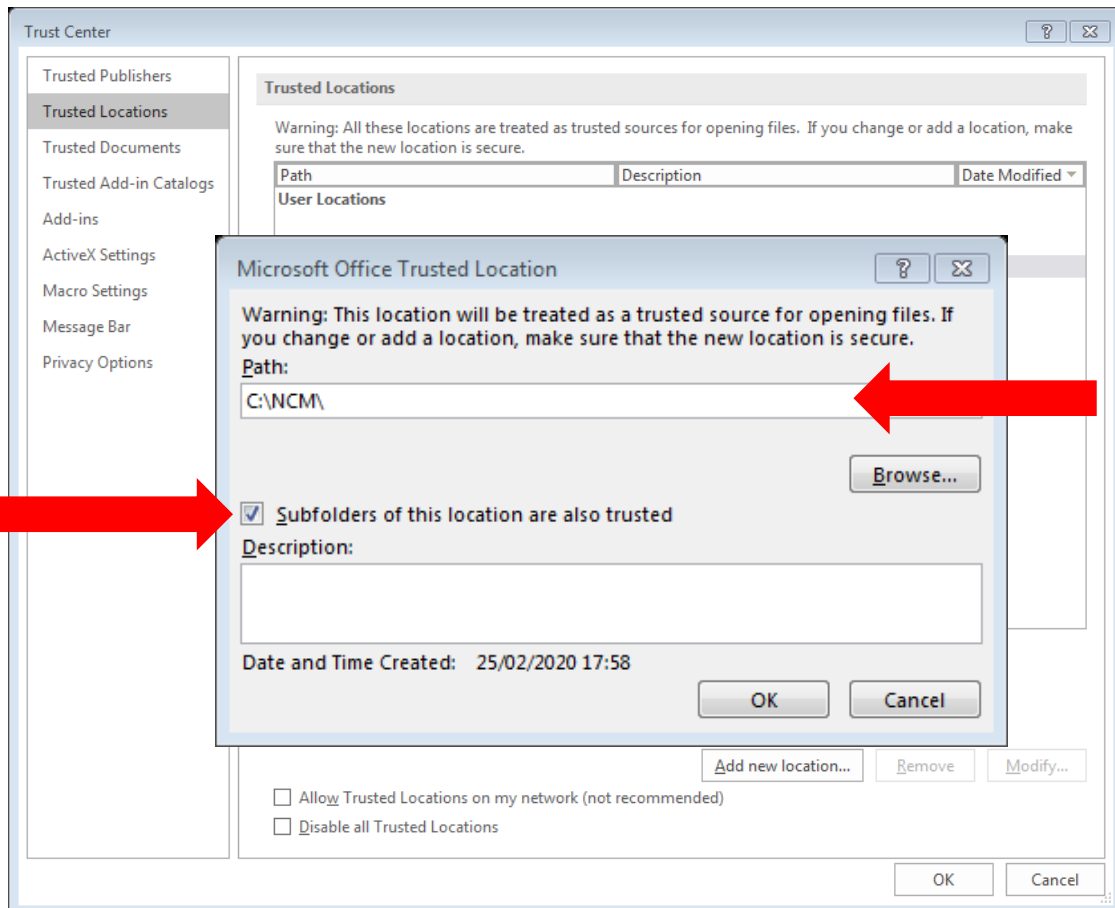 Trust Center
Trusted Publishers
Trusted Locations
Trusted Documents
Trusted Add-in Catalogs
Add-ins
ActiveX Settings
Macro Settings
Message Bar
Privacy Options
Trusted Locations
Warning: All these locations are treated as trusted sources for opening files. If you change or add a location, make
sure that the new location is secure.
Path Description Date Modified
User Locations
Microsoft Office Trusted Location
Warning: This location will be treated as a trusted source for opening files. If
you change or add a location, make sure that the new location is secure.
Path:
C:\NCM\
Browse...
Subfolders of this location are also trusted
Description:
Date and Time Created: 25/02/2020 17:58
OK Cancel
Add new location... Remove Modify...
Allow Trusted Locations on my network (not recommended)
Disable all Trusted Locations
OK Cancel